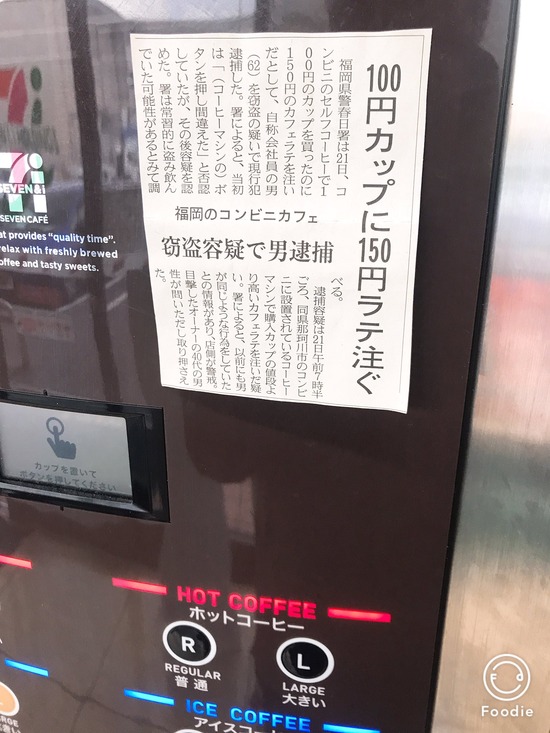 100円カップに150円ラテ注ぐ
福岡のコンビニカフェ
窃盗容疑で男逮捕
福岡県警春日署は21日、コ
ンビニのセルフコーヒーで1
00円のカップを買ったのに
150円のカフェラテを注い
だとして、自称会社員の男
(62)を窃盗の疑いで現行犯
逮捕した。署によると、当初
は「(コーヒーマシンの)ボ
タンを押し間違えた」と否認
していたが、その後容疑を認
めた。署は常習的に盗み飲ん
でいた可能性があるとみて調
べる。
逮捕容疑は21日午前7時半
ごろ、同県那珂川市のコンビ
ニに設置されているコーヒー
マシンで購入カップの値段よ
り高いカフェラテを注いだ疑
い。署によると、以前にも男
が同じような行為をしていた
との情報があり、店側が警戒。
目撃したオーナーの40代の男
性が問いただし取り押さえ
た。
SEVEN&i
SEVEN CAFÉ
at provides "quality time".
relax with freshly brewed
offee and tasty sweets.
カップを置いて
ボタンを押してください
HOT COFFEE
ホットコーヒー
R
REGULAR
普通
L
LARGE
大きい
ICE COFFEE
アイスコー
Foodie